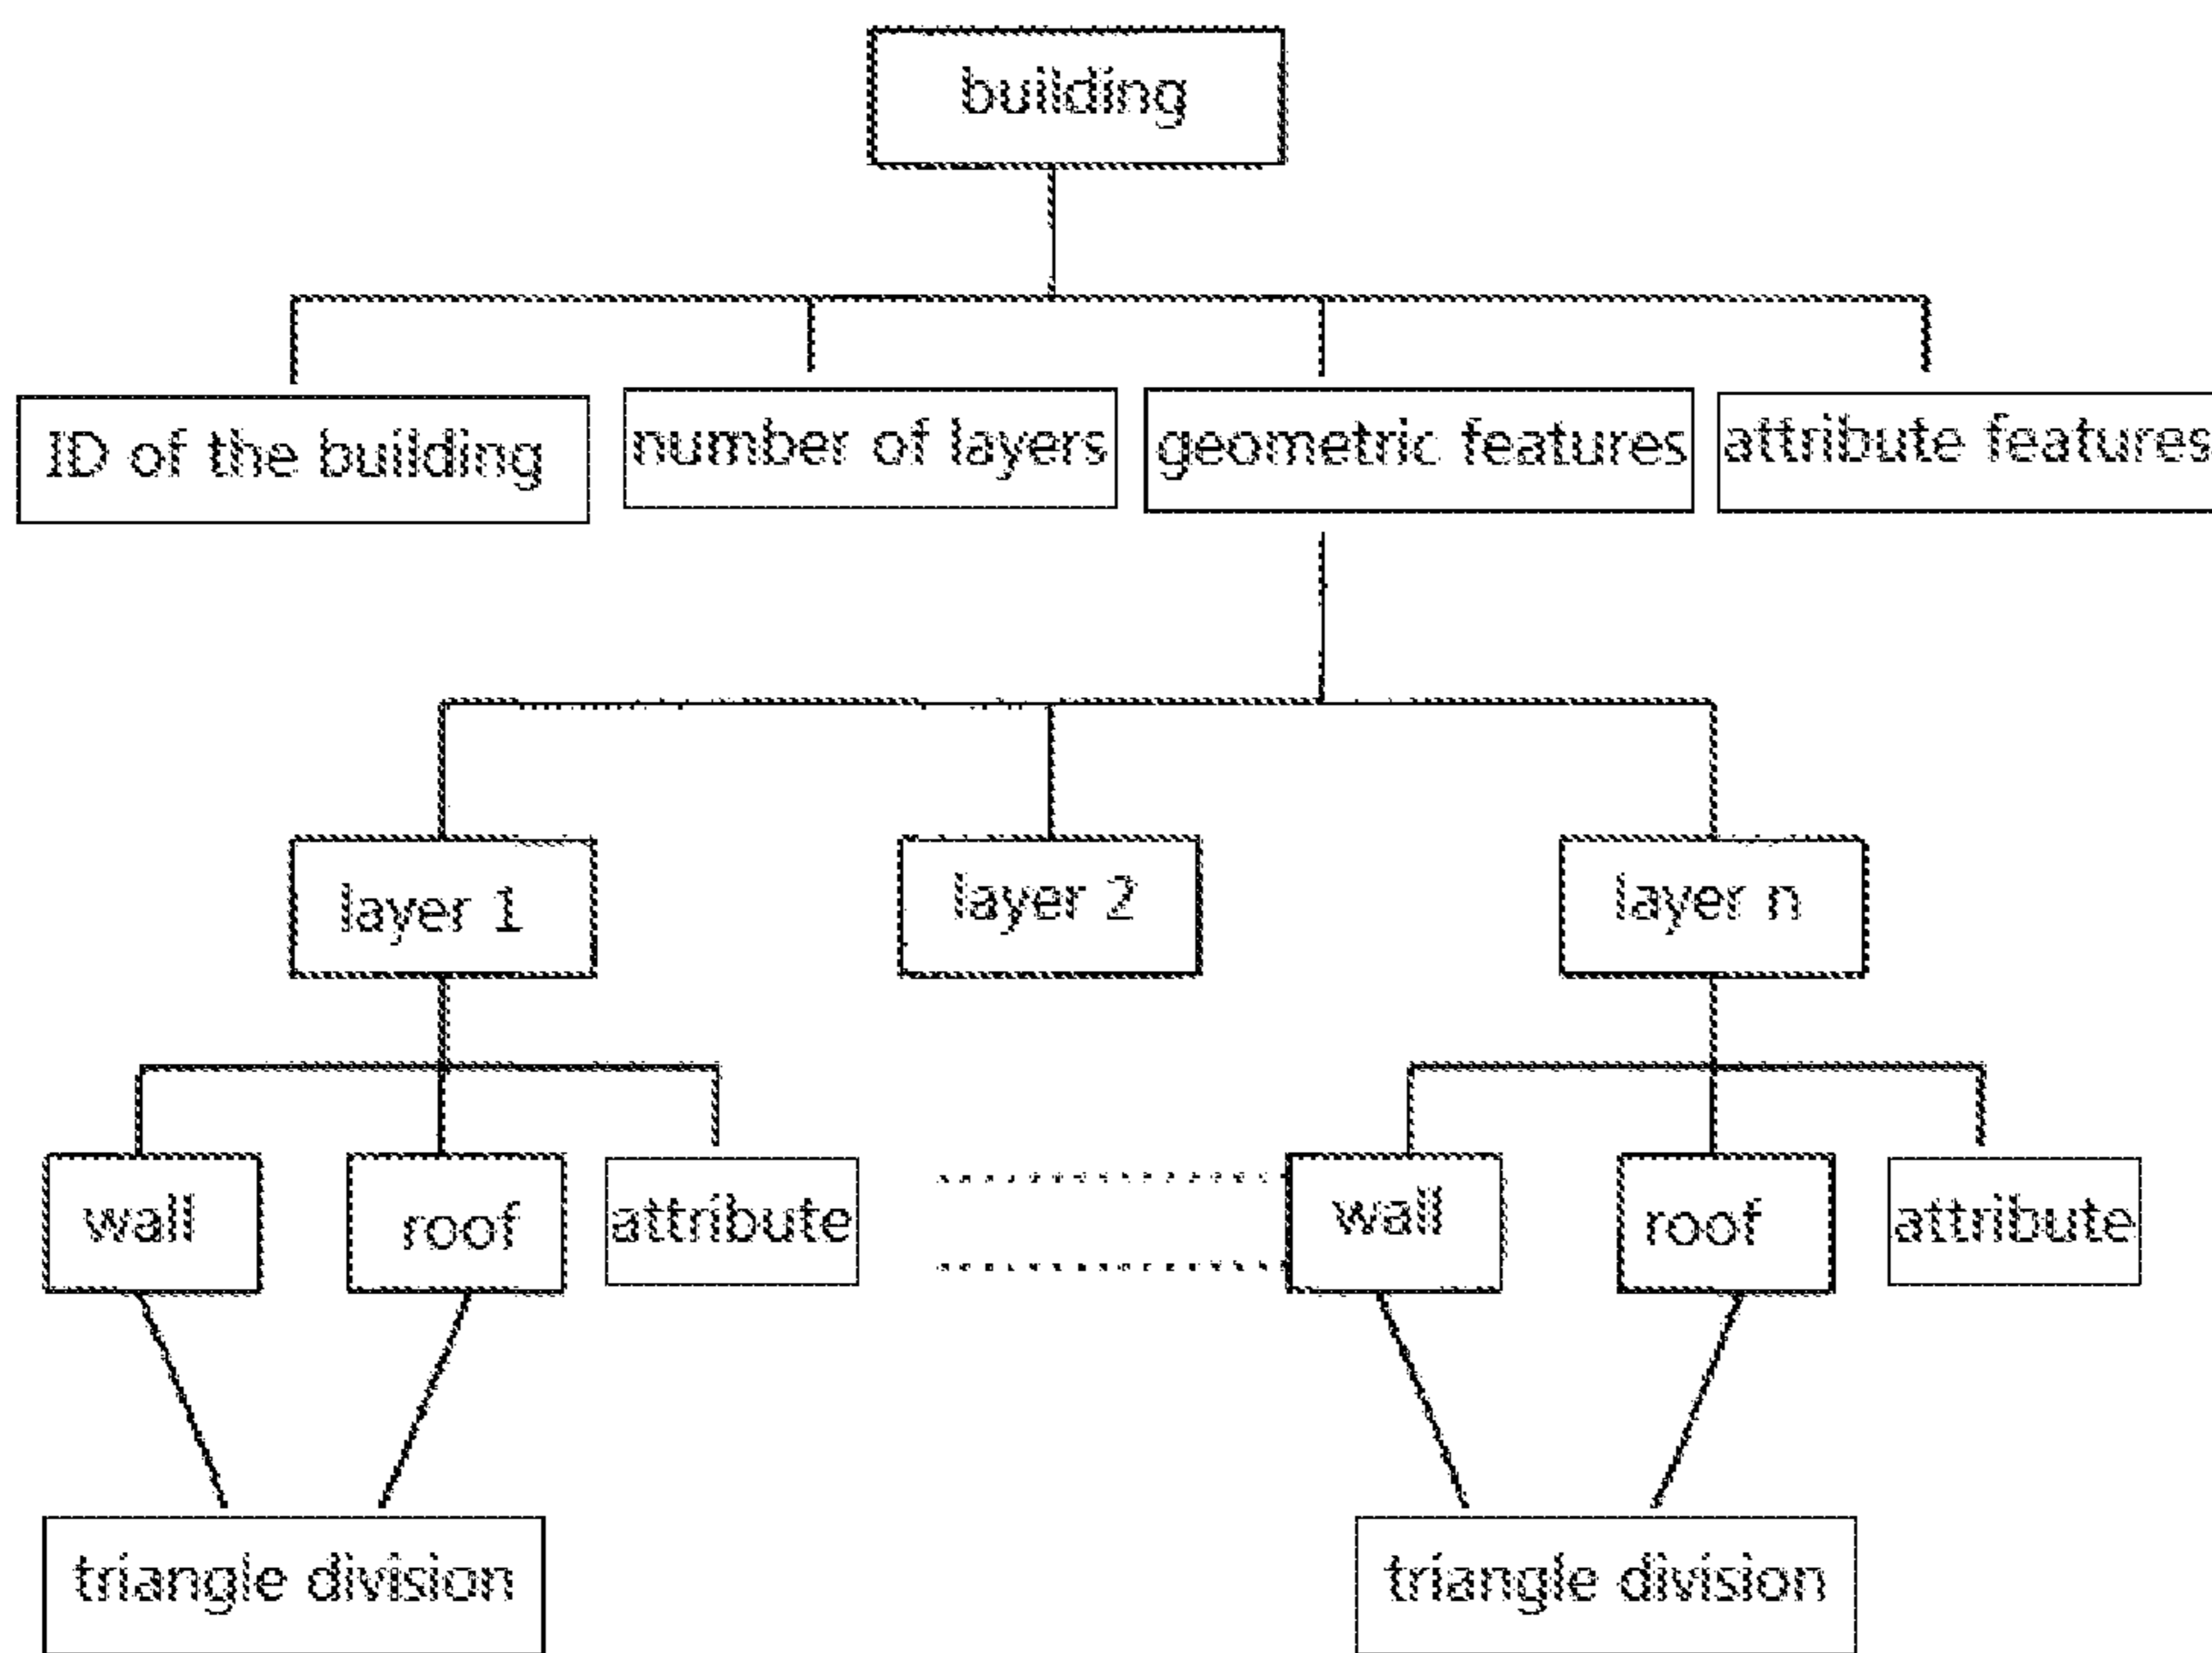 building
ID of the building
number of layers
geometric features
attribute features
layer 1
layer 2
layer n
wall
roof
attribute
wall
roof
attribute
triangle division
triangle division